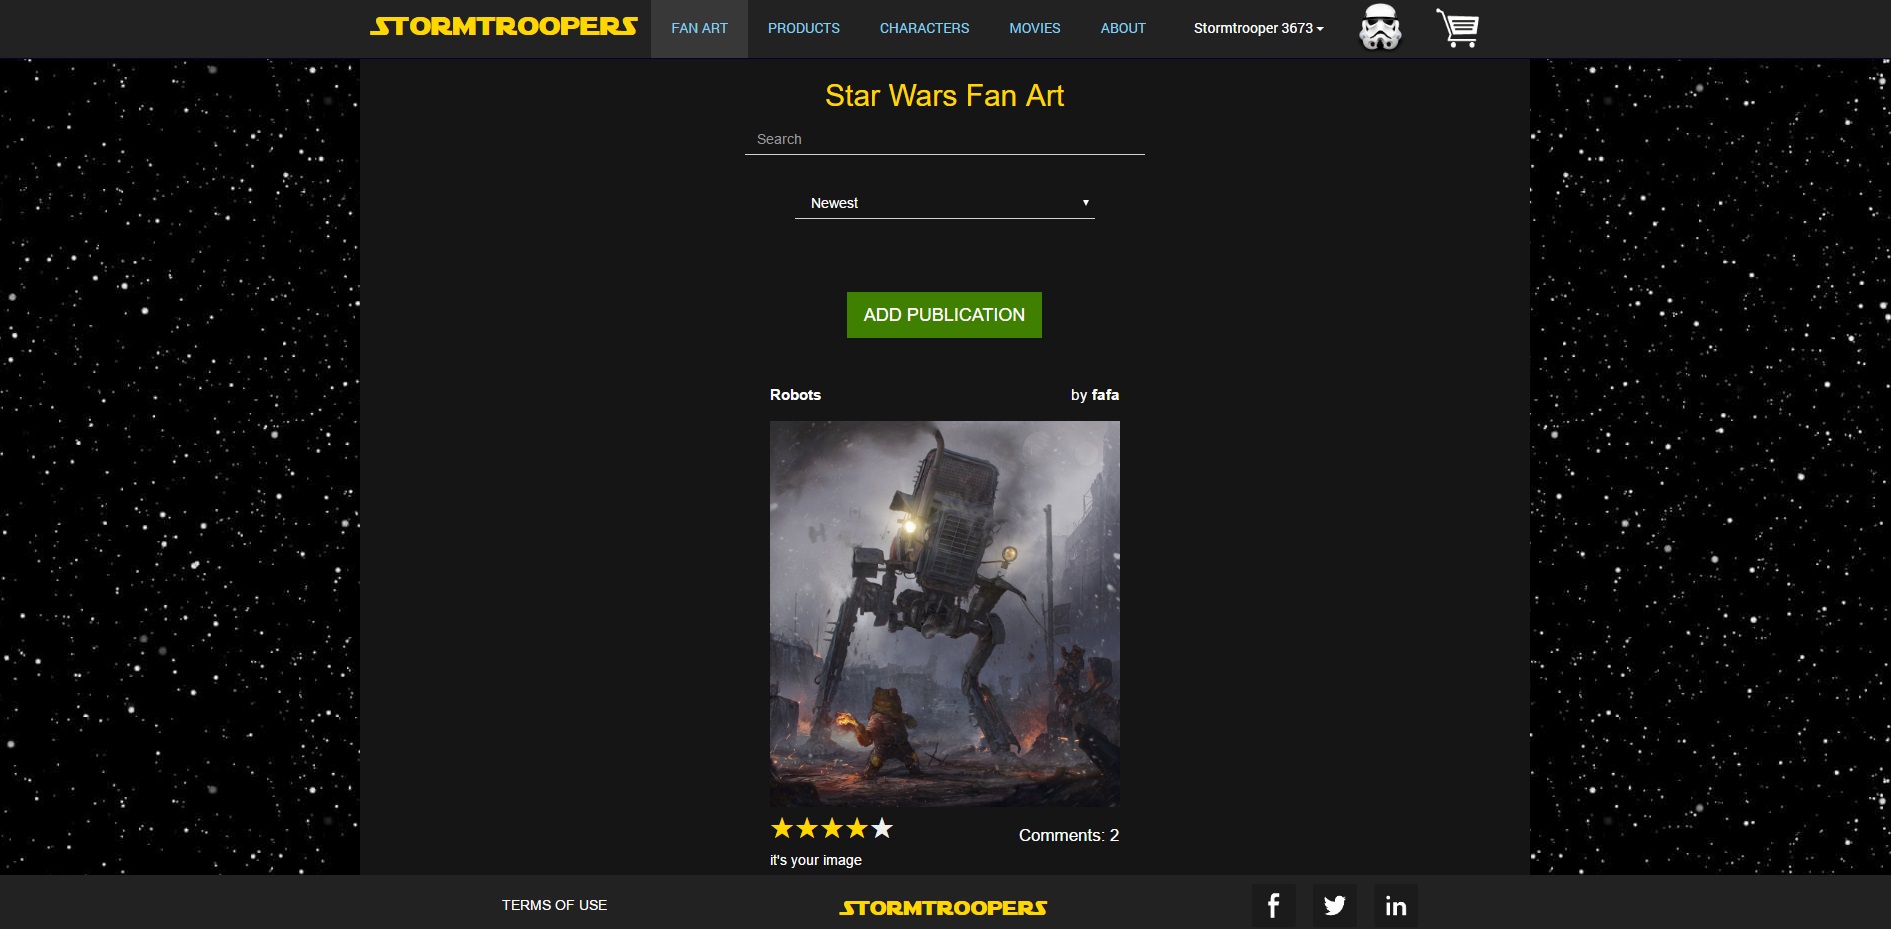 STORMTROOPERS FAN ART PRODUCTS CHARACTERS MOVIES ABOUT Stormtrooper 3673
Star Wars Fan Art
Search
Newest
ADD PUBLICATION
Robots by fafa
Comments: 2
it's your image
TERMS OF USE STORMTROOPERS f in